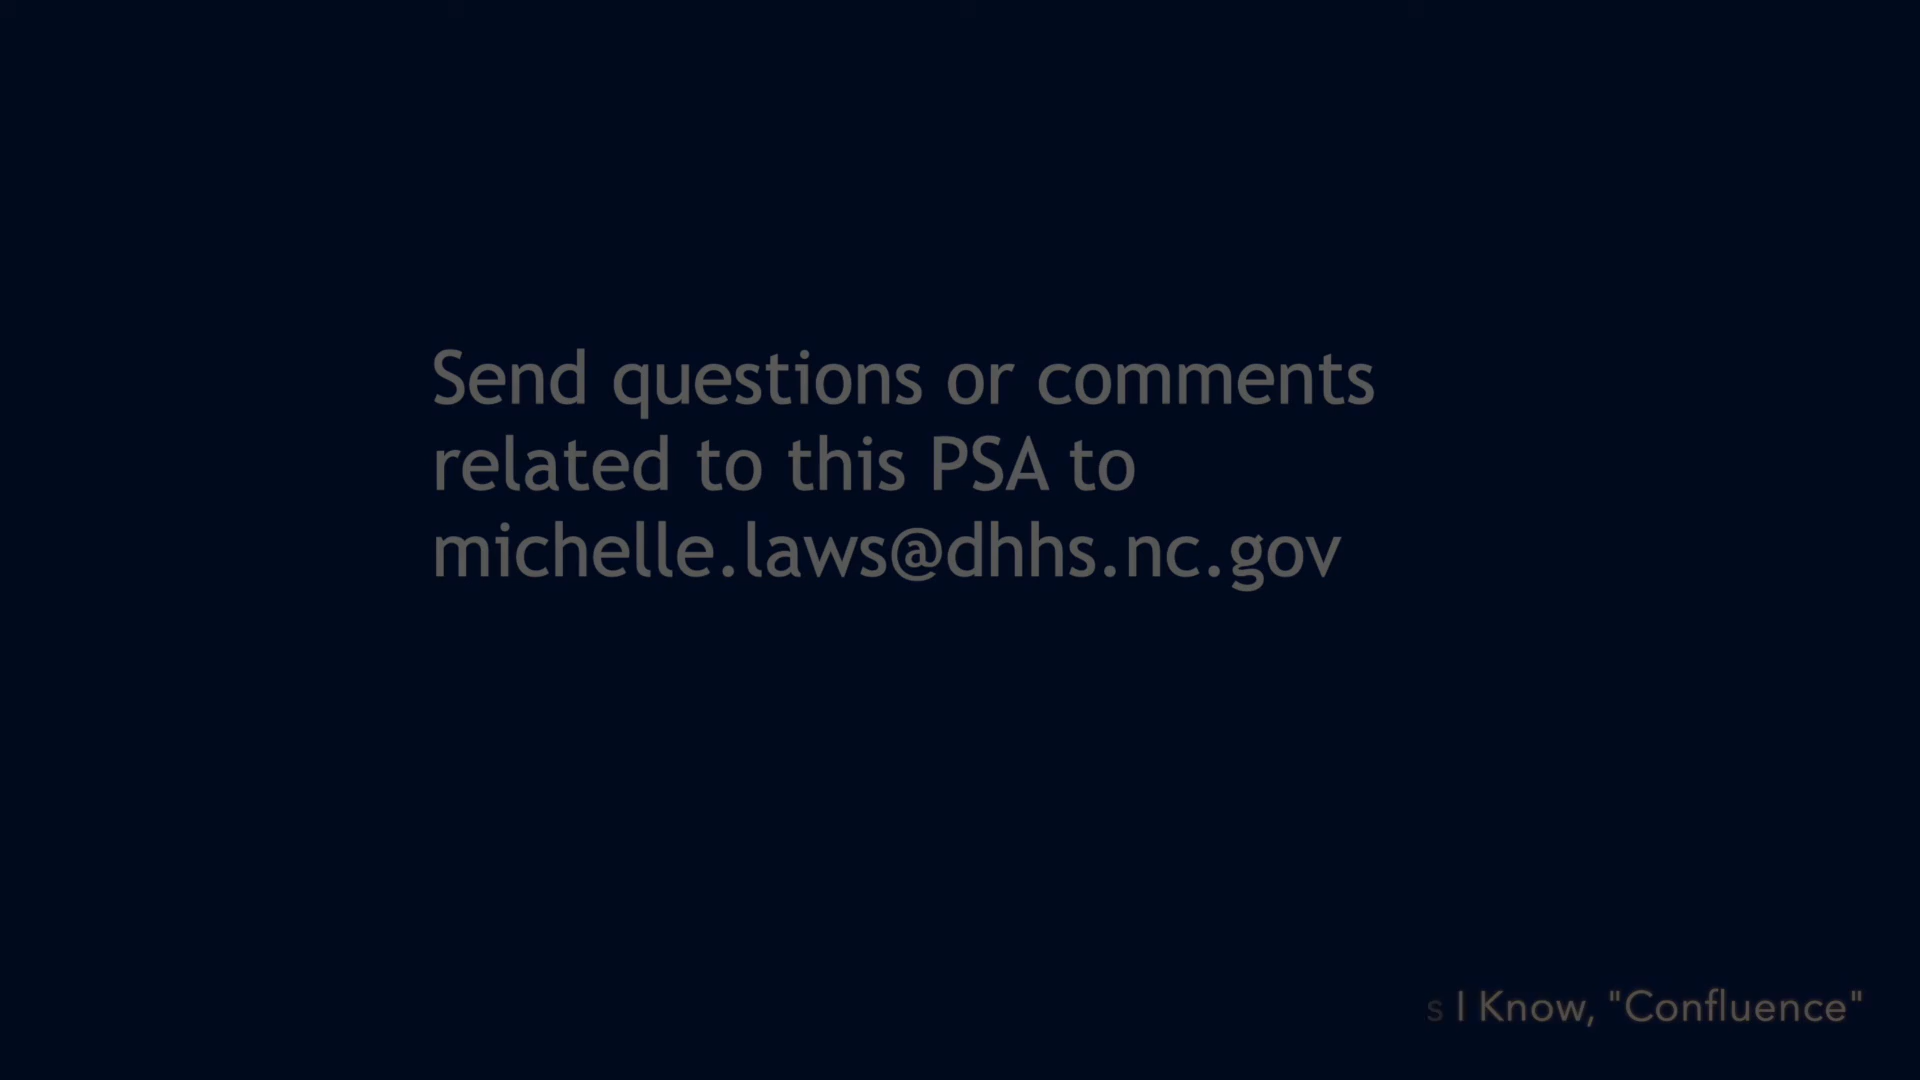 Send questions or comments
related to this PSA to
michelle.laws@dhhs.nc.gov
s I Know, "Confluence"